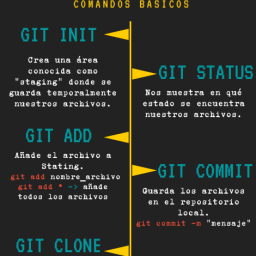 COMANDOS BASICOS
GIT INIT
Crea una área
conocida como
"staging" donde se
guarda temporalmente
nuestros archivos.
GIT STATUS
Nos muestra en qué
estado se encuentra
nuestros archivos.
GIT ADD
Añade el archivo a
Stating.
git add nombre_archivo
git add * -> añade
todos los archivos
GIT COMMIT
Guarda los archivos
en el repositorio
local.
git commit -m "mensaje"
GIT CLONE